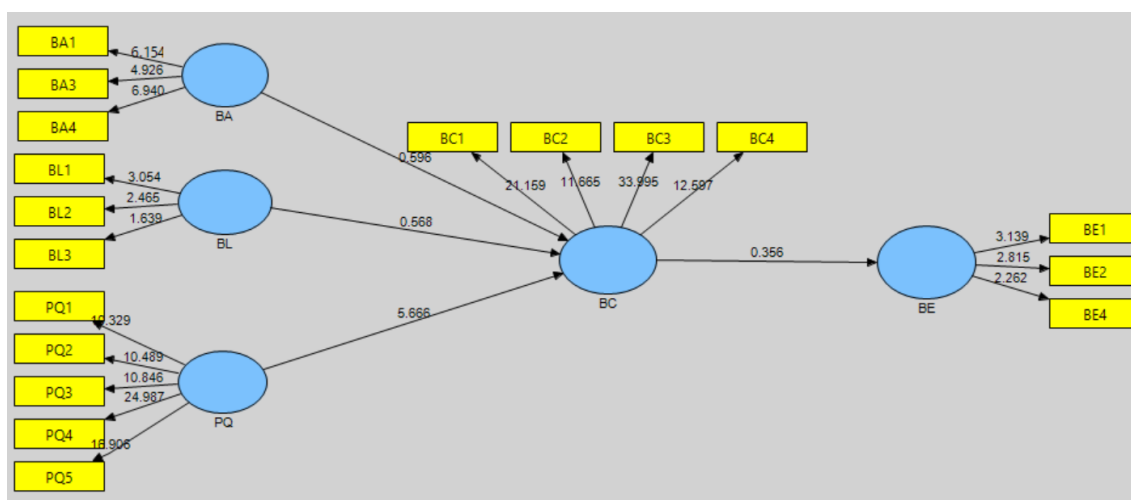 BA1
6.154
BA3
4.926
BA4
6.940
BA
BL1
3.054
BL2
2.465
BL3
1.639
BL
PQ1
10.329
PQ2
10.489
PQ3
10.846
PQ4
24.987
PQ5
16.906
PQ
0.596
0.568
5.666
BC1
BC2
BC3
BC4
21.159
11.665
33.995
12.597
BC
0.356
BE
3.139
BE1
2.815
BE2
2.262
BE4